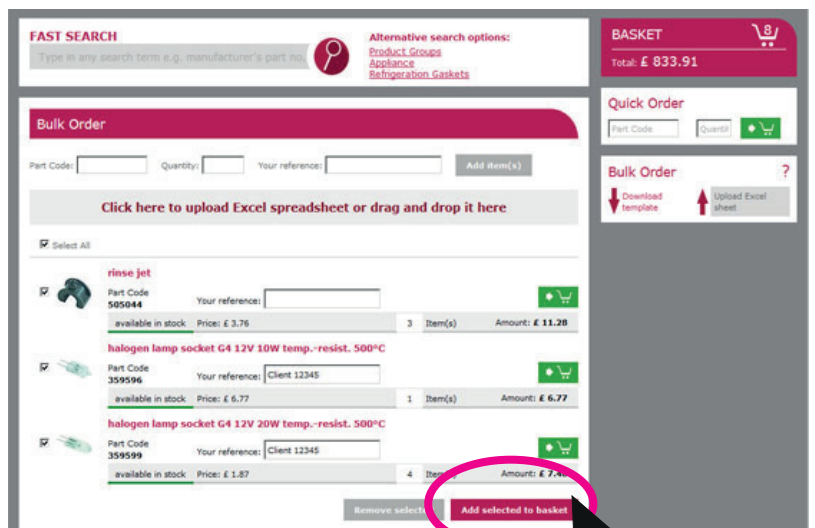 FAST SEARCH
Type in any search term e.g. manufacturer's part no.
Alternative search options:
Product Groups
Appliance
Refrigeration Gaskets
BASKET
8
Total: £ 833.91
Quick Order
Part Code
Quantit
Bulk Order
?
Download template
Upload Excel sheet
Bulk Order
Part Code:
Quantity:
Your reference:
Add item(s)
Click here to upload Excel spreadsheet or drag and drop it here
Select All
rinse jet
Part Code
505044
Your reference:
available in stock Price: £ 3.76 3 Item(s) Amount: £ 11.28
halogen lamp socket G4 12V 10W temp.-resist. 500°C
Part Code
359596
Your reference: Client 12345
available in stock Price: £ 6.77 1 Item(s) Amount: £ 6.77
halogen lamp socket G4 12V 20W temp.-resist. 500°C
Part Code
359599
Your reference: Client 12345
available in stock Price: £ 1.87 4 Amount: £
Remove Add selected to basket